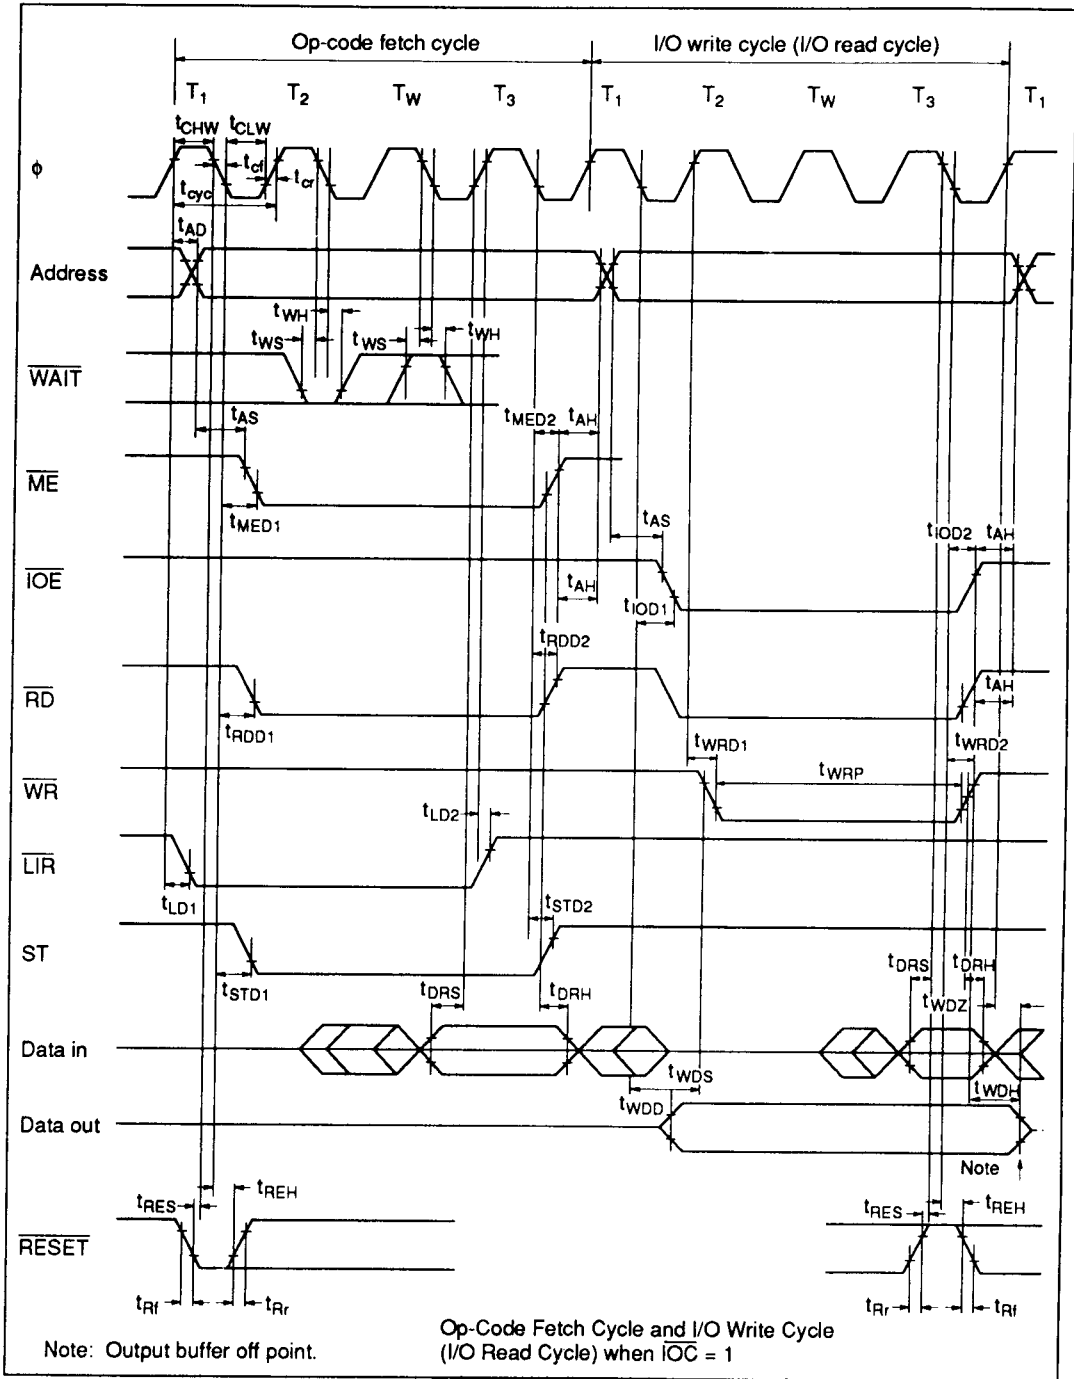 Op-code fetch cycle I/O write cycle (I/O read cycle)
T1 T2 TW T3 T1 T2 TW T3 T1
tCHW tCLW
φ
tcf
tcyc tcr
tAD
Address
tWH
tWS tWS tWH
WAIT
tAS tMED2 tAH
ME
tMED1 tAS tIOD2 tAH
IOE
tAH tIOD1
tRDD2
RD
tAH
tRDD1 tWRD1 tWRD2
tWRP
WR
tLD2
LIR
tLD1 tSTD2
ST
tSTD1 tDRS tDRH tDRS tDRH
tWDZ
Data in
tWDS
tWDD tWDH
Data out
Note
tRES tREH tRES tREH
RESET
tRf tRr tRr tRf
Note: Output buffer off point.
Op-Code Fetch Cycle and I/O Write Cycle
(I/O Read Cycle) when IOC = 1